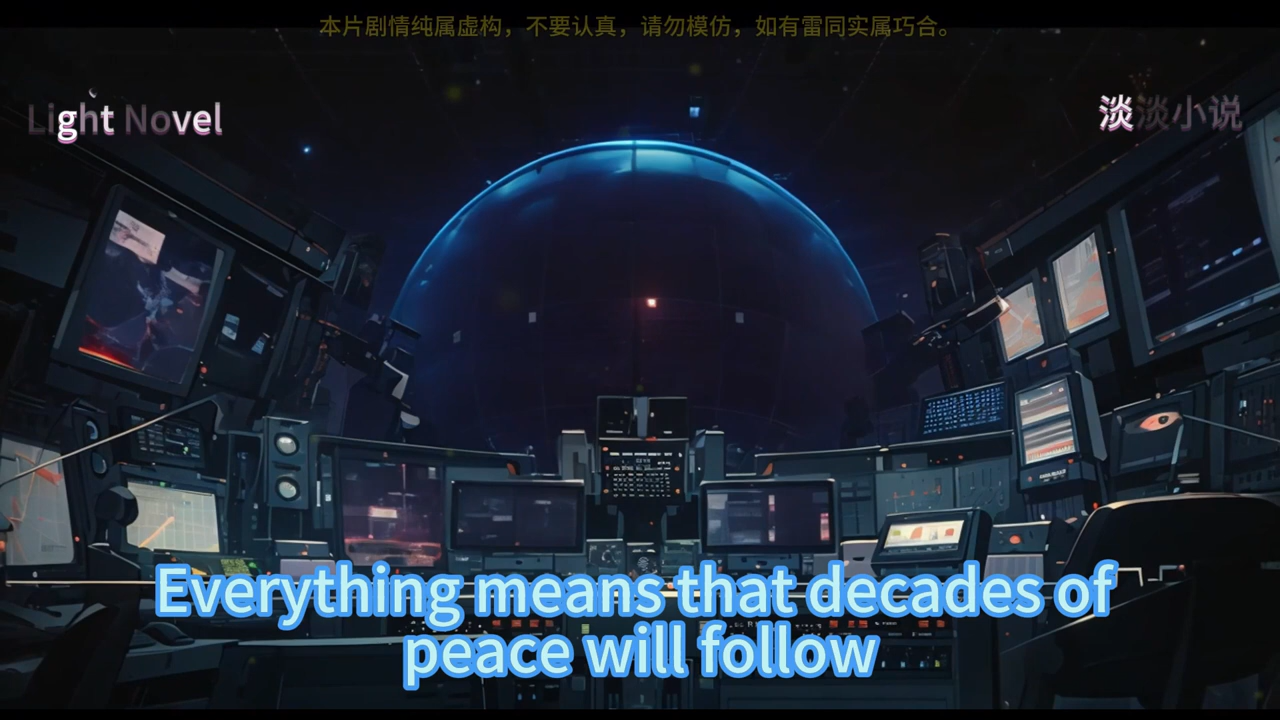 本片剧情纯属虚构，不要认真，请勿模仿，如有雷同实属巧合。
Light Novel
淡淡小说
Everything means that decades of
peace will follow